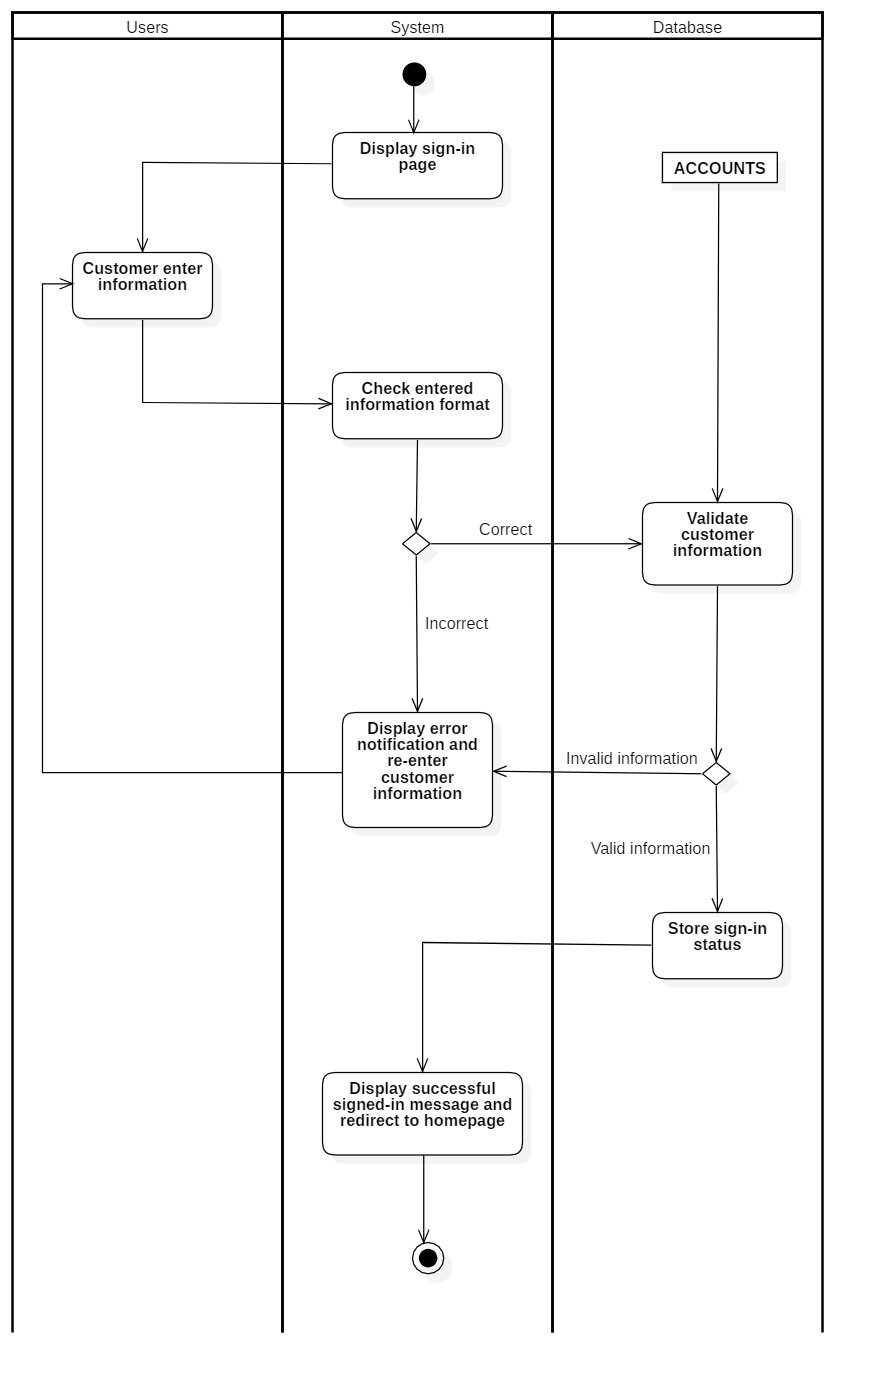 Users
System
Database
Display sign-in
page
ACCOUNTS
Customer enter
information
Check entered
information format
Correct
Validate
customer
information
Incorrect
Display error
notification and
re-enter
customer
information
Invalid information
Valid information
Store sign-in
status
Display successful
signed-in message and
redirect to homepage